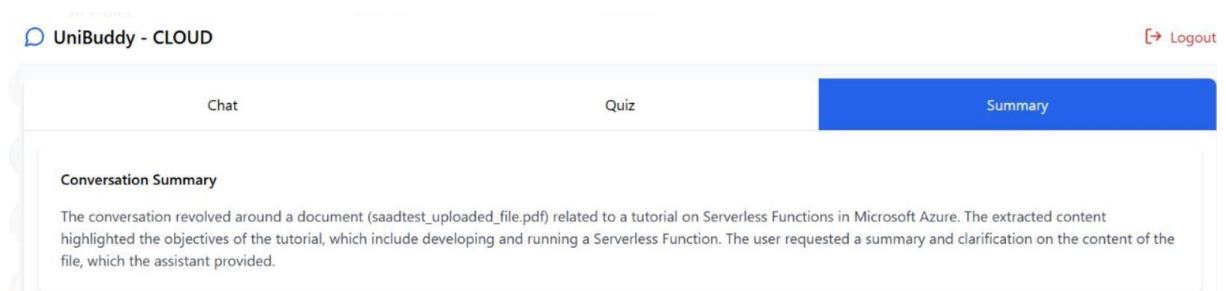 UniBuddy - CLOUD
Logout
Chat
Quiz
Summary
Conversation Summary
The conversation revolved around a document (saadtest_uploaded_file.pdf) related to a tutorial on Serverless Functions in Microsoft Azure. The extracted content
highlighted the objectives of the tutorial, which include developing and running a Serverless Function. The user requested a summary and clarification on the content of the
file, which the assistant provided.